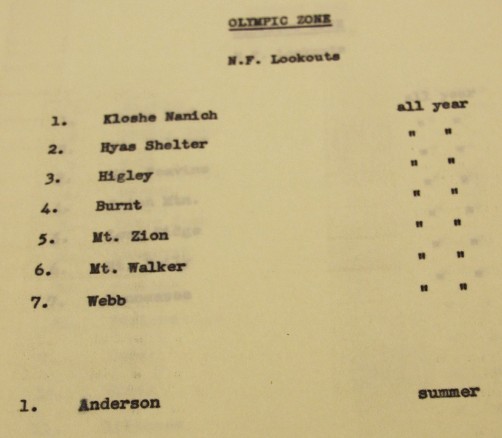 OLYMPIC ZONE
N.F. Lookouts
1. Kloshe Nanich all year
2. Hyas Shelter " "
3. Higley " "
4. Burnt " "
5. Mt. Zion " "
6. Mt. Walker " "
7. Webb " "
1. Anderson summer